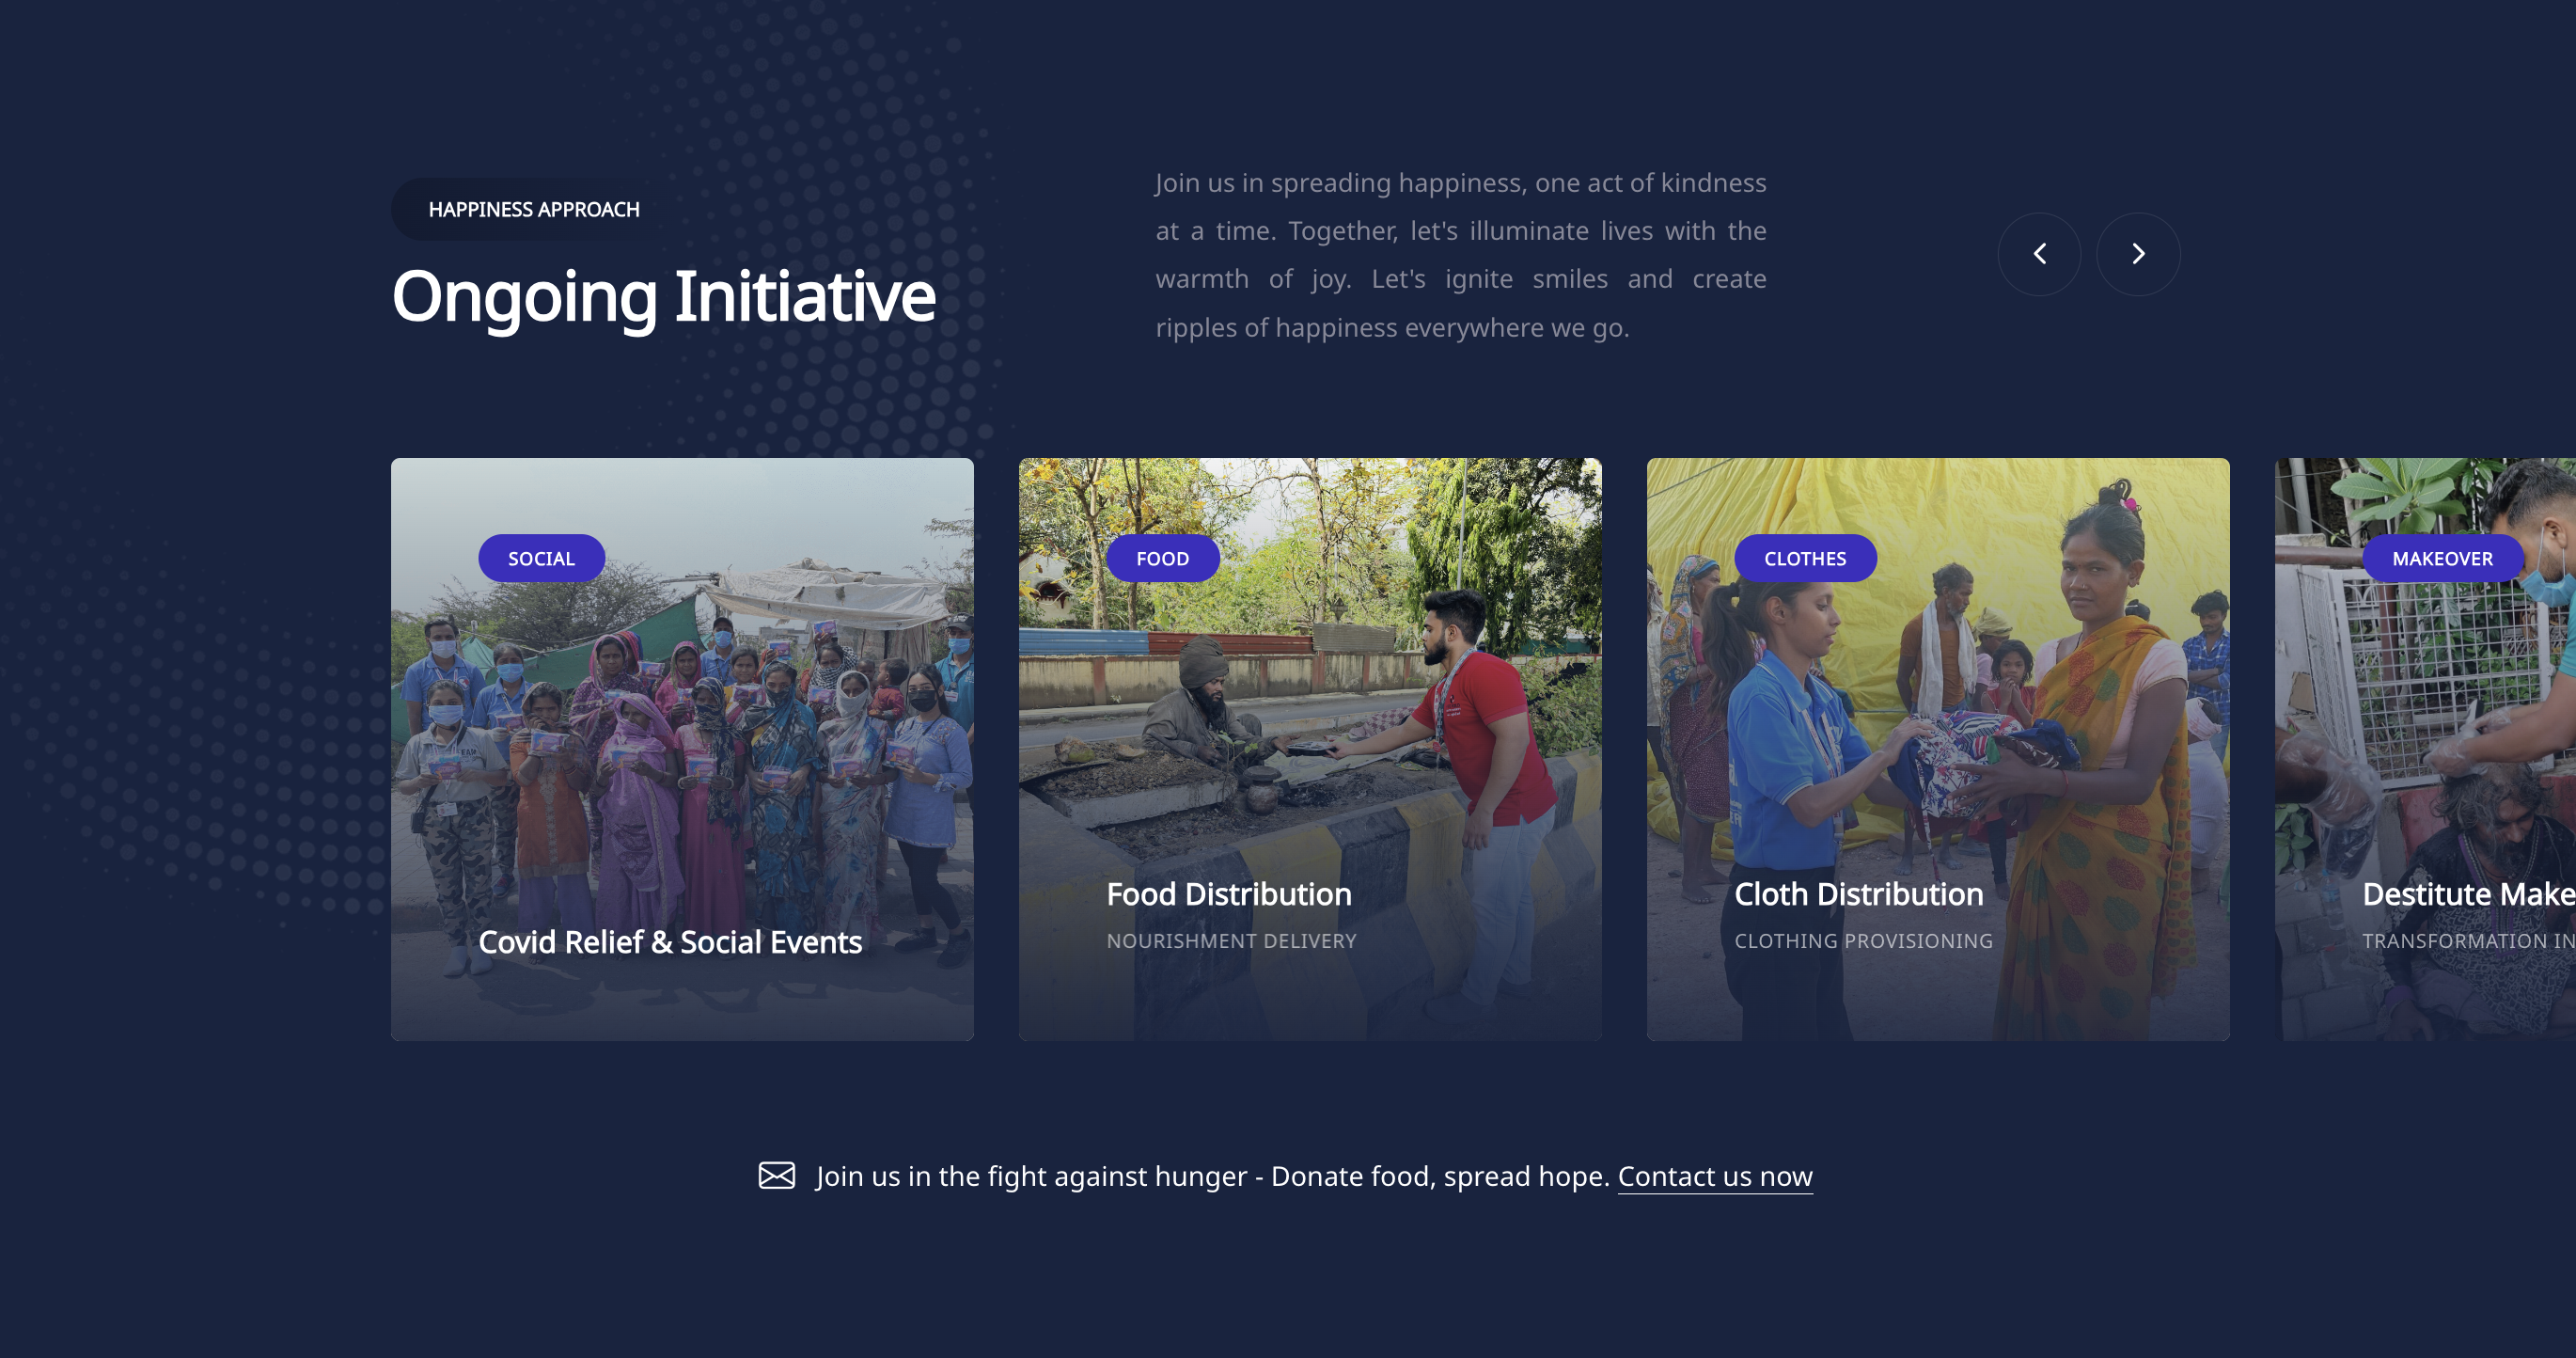 HAPPINESS APPROACH
Ongoing Initiative
Join us in spreading happiness, one act of kindness
at a time. Together, let's illuminate lives with the
warmth of joy. Let's ignite smiles and create
ripples of happiness everywhere we go.
SOCIAL
Covid Relief & Social Events
FOOD
Food Distribution
NOURISHMENT DELIVERY
CLOTHES
Cloth Distribution
CLOTHING PROVISIONING
MAKEOVER
Destitute Make
TRANSFORMATION IN
Join us in the fight against hunger - Donate food, spread hope. Contact us now